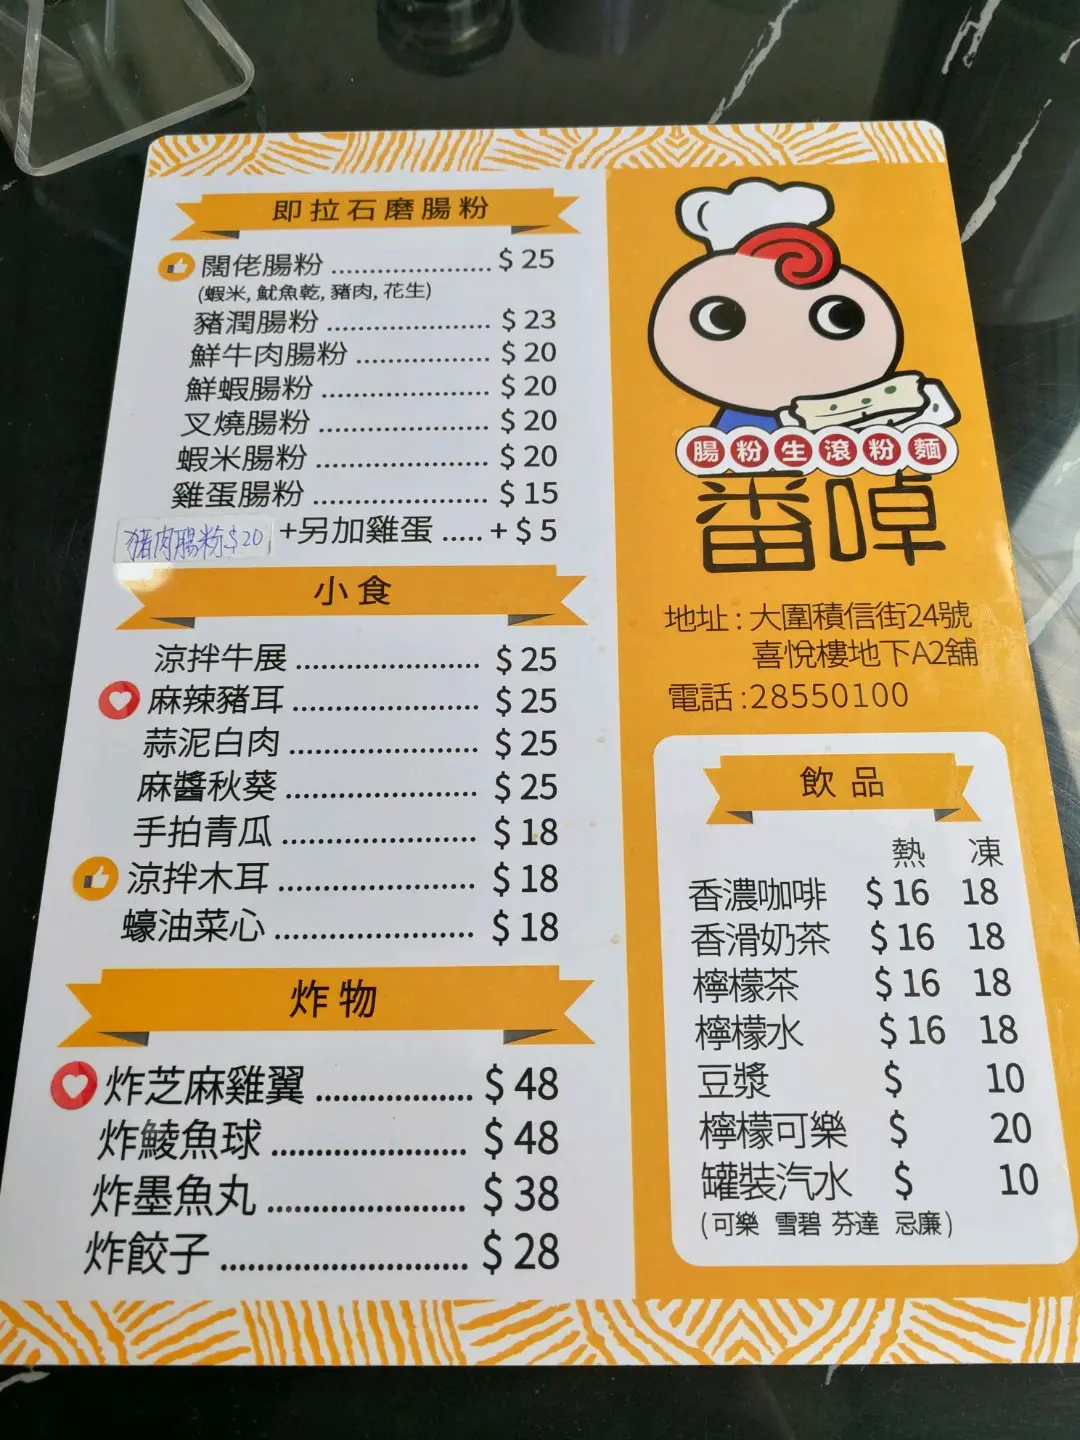 即拉石磨腸粉
闊佬腸粉 .................... $ 25
(蝦米, 魷魚乾, 豬肉, 花生)
豬潤腸粉 .................... $ 23
鮮牛肉腸粉 ................ $ 20
鮮蝦腸粉 .................... $ 20
叉燒腸粉 .................... $ 20
蝦米腸粉 .................... $ 20
雞蛋腸粉 .................... $ 15
豬肉腸粉$20
+另加雞蛋 ..... + $ 5
小食
涼拌牛展 ...................... $ 25
麻辣豬耳 ...................... $ 25
蒜泥白肉 ...................... $ 25
麻醬秋葵 ...................... $ 25
手拍青瓜 ...................... $ 18
涼拌木耳 ...................... $ 18
蠔油菜心 ...................... $ 18
炸物
炸芝麻雞翼 ................ $ 48
炸鯪魚球 .................... $ 48
炸墨魚丸 .................... $ 38
炸餃子 ........................ $ 28
腸粉生滾粉麵
番啅
地址 : 大圍積信街24號
喜悅樓地下A2舖
電話 :28550100
飲品
熱 凍
香濃咖啡 $ 16 18
香滑奶茶 $ 16 18
檸檬茶 $ 16 18
檸檬水 $ 16 18
豆漿 $ 10
檸檬可樂 $ 20
罐裝汽水 $ 10
(可樂 雪碧 芬達 忌廉)